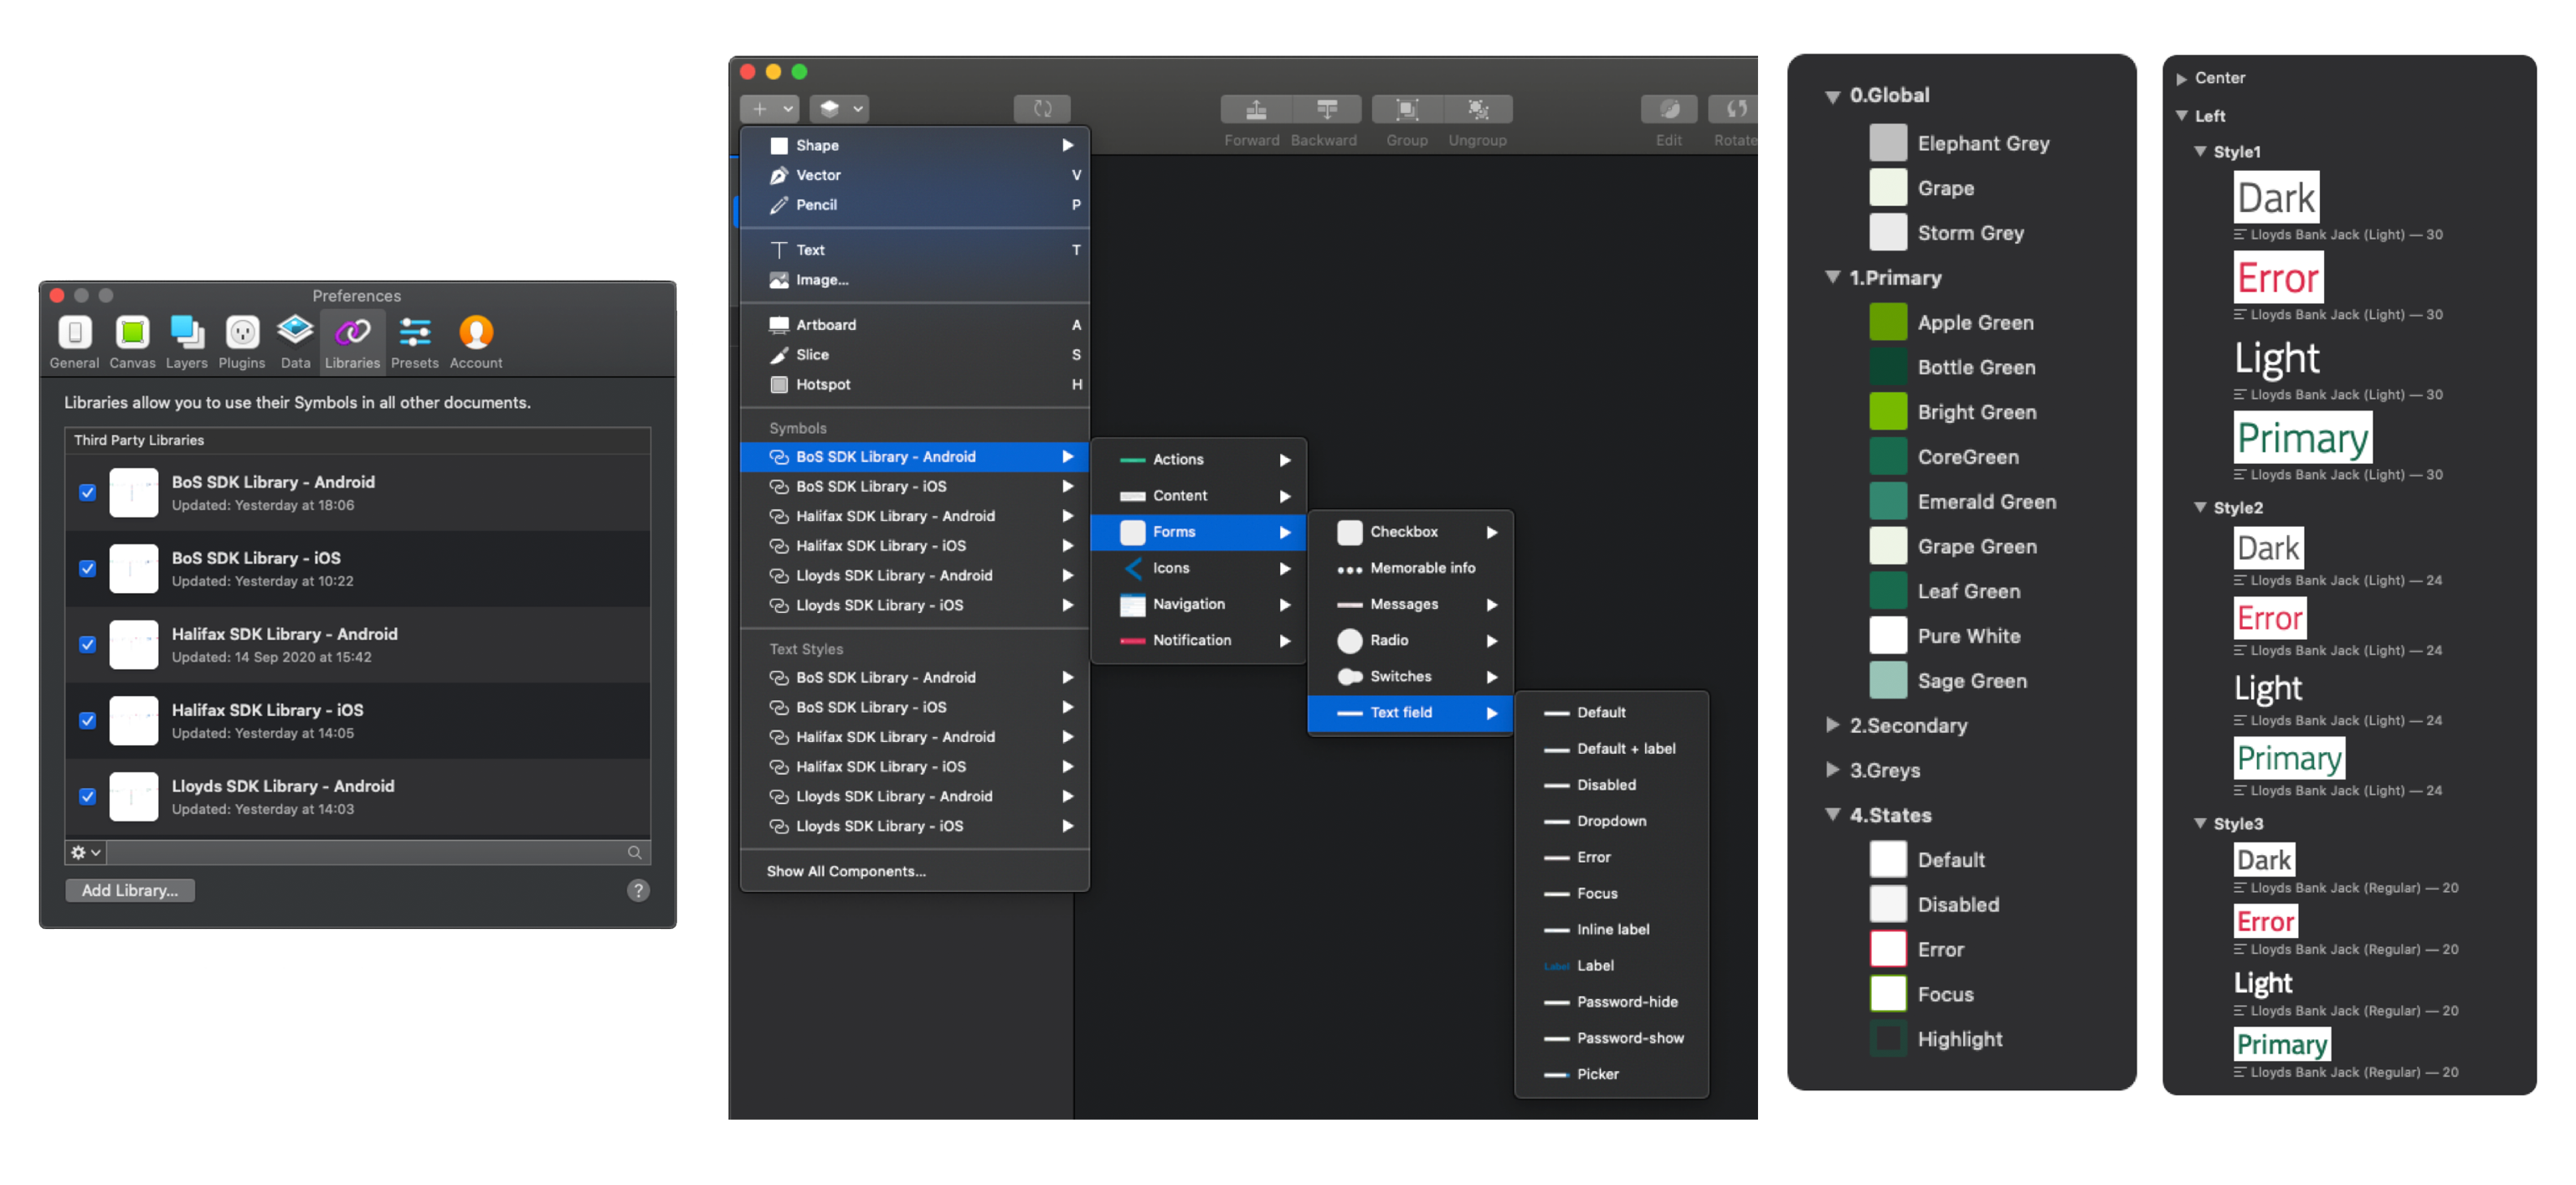 Preferences
General
Canvas
Layers
Plugins
Data
Libraries
Presets
Account
Libraries allow you to use their Symbols in all other documents.
Third Party Libraries
BoS SDK Library - Android
Updated: Yesterday at 18:06
BoS SDK Library - iOS
Updated: Yesterday at 10:22
Halifax SDK Library - Android
Updated: 14 Sep 2020 at 15:42
Halifax SDK Library - iOS
Updated: Yesterday at 14:05
Lloyds SDK Library - Android
Updated: Yesterday at 14:03
Add Library...
?
Forward
Backward
Group
Ungroup
Edit
Rotate
Shape
Vector V
Pencil P
Text T
Image...
Artboard A
Slice S
Hotspot H
Symbols
BoS SDK Library - Android
BoS SDK Library - iOS
Halifax SDK Library - Android
Halifax SDK Library - iOS
Lloyds SDK Library - Android
Lloyds SDK Library - iOS
Text Styles
BoS SDK Library - Android
BoS SDK Library - iOS
Halifax SDK Library - Android
Halifax SDK Library - iOS
Lloyds SDK Library - Android
Lloyds SDK Library - iOS
Show All Components...
Actions
Content
Forms
Icons
Navigation
Notification
Checkbox
Memorable info
Messages
Radio
Switches
Text field
Default
Default + label
Disabled
Dropdown
Error
Focus
Inline label
Label Label
Password-hide
Password-show
Picker
0.Global
Elephant Grey
Grape
Storm Grey
1.Primary
Apple Green
Bottle Green
Bright Green
CoreGreen
Emerald Green
Grape Green
Leaf Green
Pure White
Sage Green
2.Secondary
3.Greys
4.States
Default
Disabled
Error
Focus
Highlight
Center
Left
Style1
Dark
Lloyds Bank Jack (Light) — 30
Error
Lloyds Bank Jack (Light) — 30
Light
Lloyds Bank Jack (Light) — 30
Primary
Lloyds Bank Jack (Light) — 30
Style2
Dark
Lloyds Bank Jack (Light) — 24
Error
Lloyds Bank Jack (Light) — 24
Light
Lloyds Bank Jack (Light) — 24
Primary
Lloyds Bank Jack (Light) — 24
Style3
Dark
Lloyds Bank Jack (Regular) — 20
Error
Lloyds Bank Jack (Regular) — 20
Light
Lloyds Bank Jack (Regular) — 20
Primary
Lloyds Bank Jack (Regular) — 20